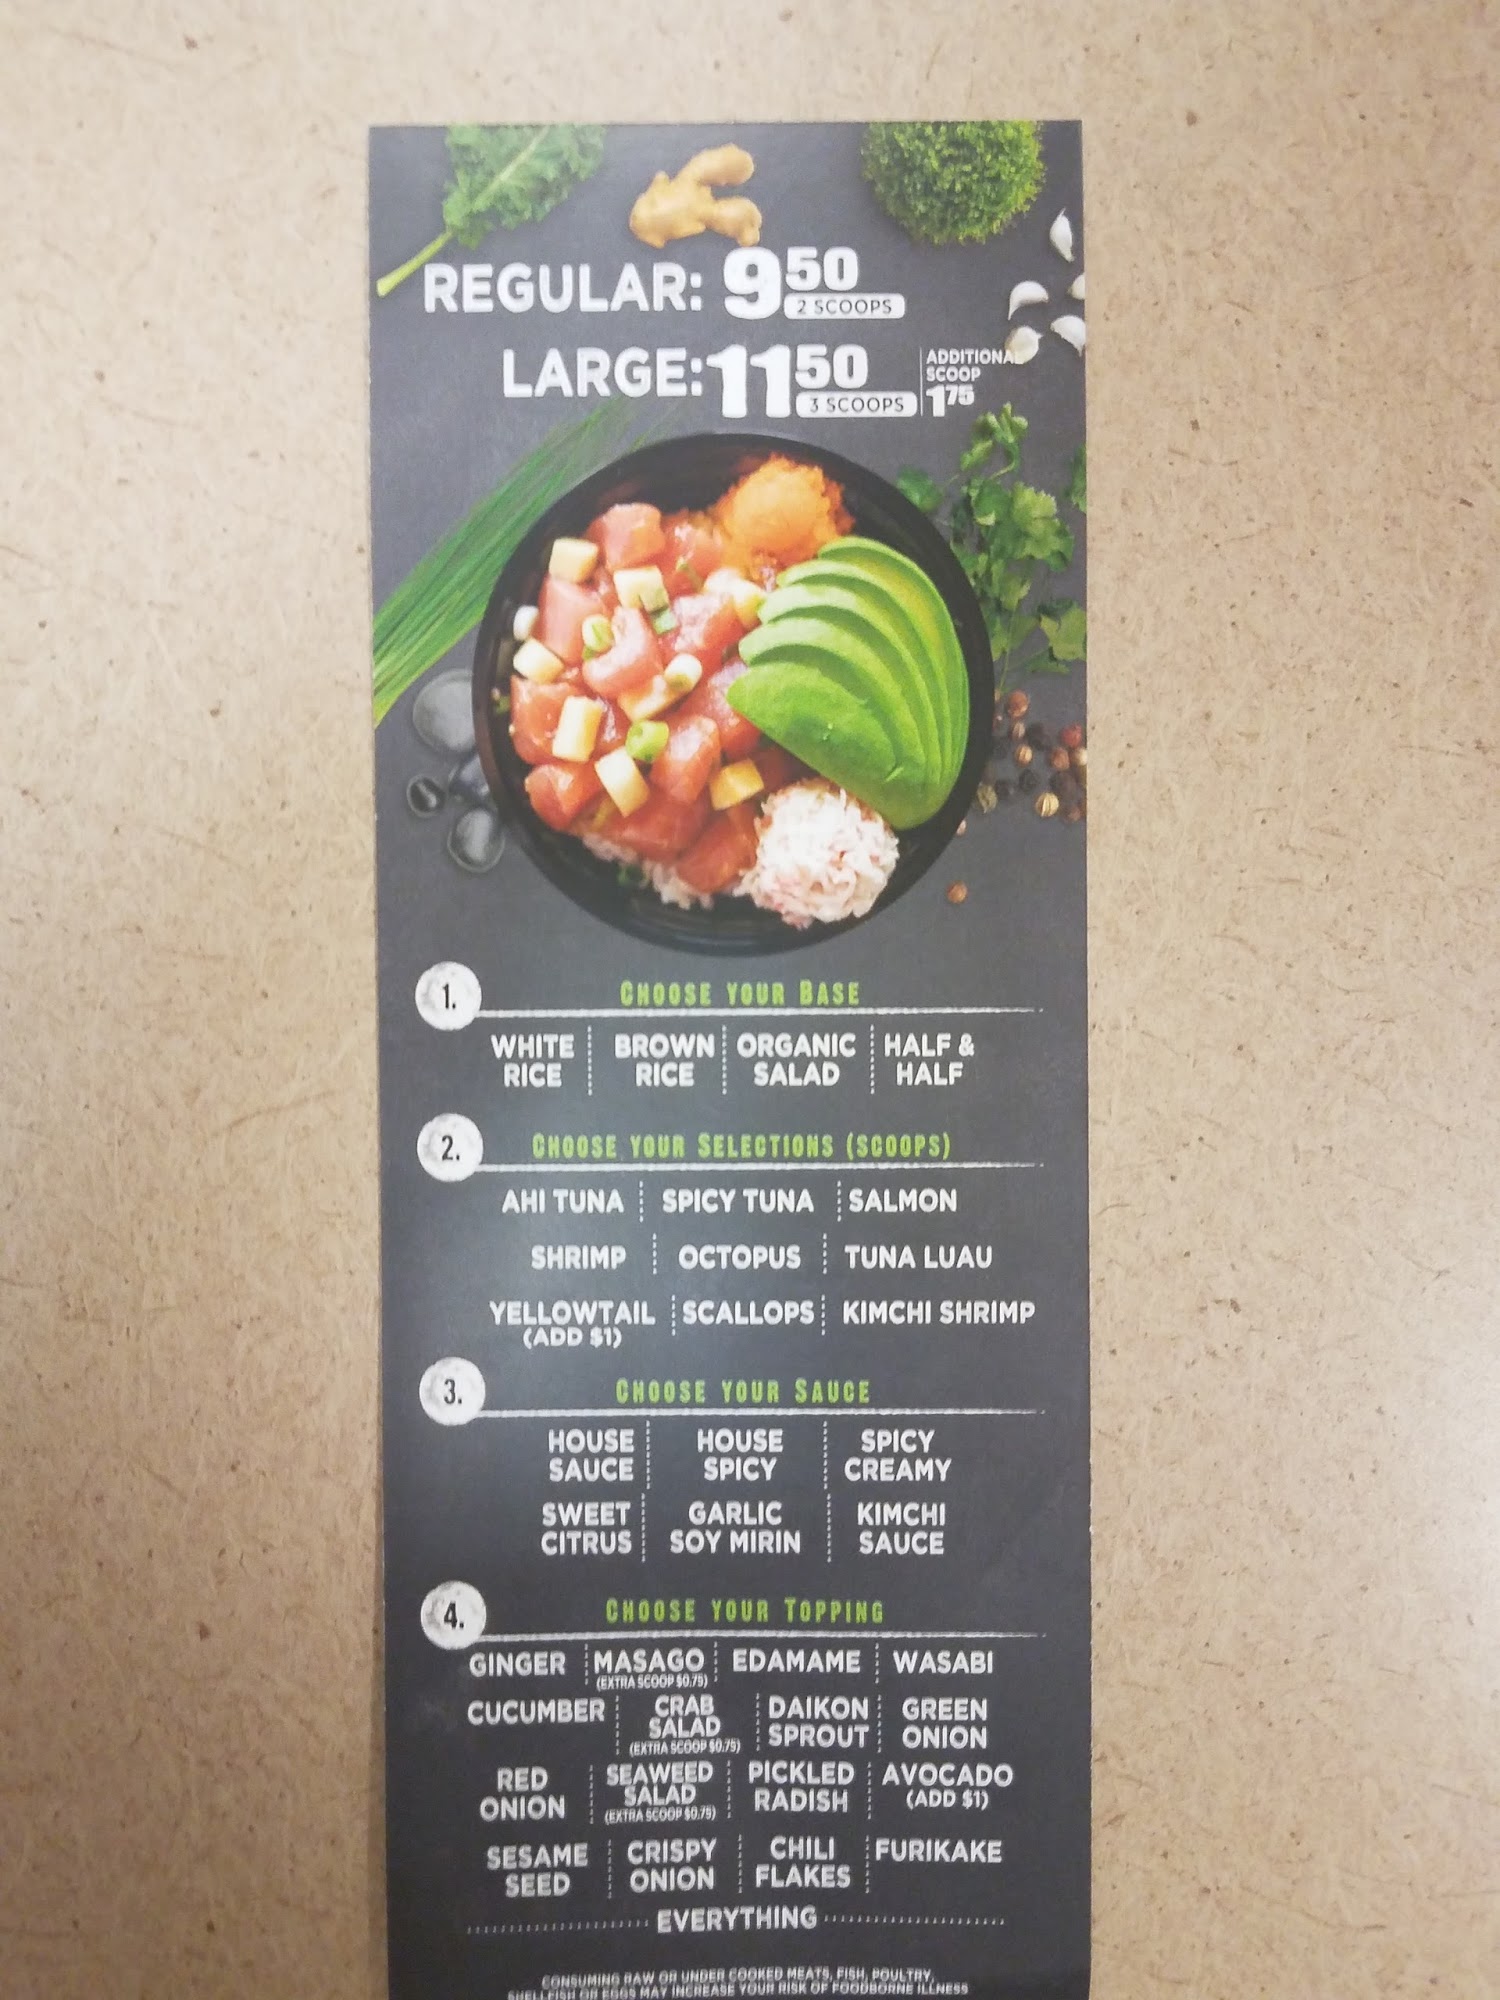 REGULAR: 9 50
2 SCOOPS
LARGE: 11 50
3 SCOOPS
ADDITIONAL
SCOOP
1 75
1. CHOOSE YOUR BASE
WHITE RICE
BROWN RICE
ORGANIC SALAD
HALF & HALF
2. CHOOSE YOUR SELECTIONS (SCOOPS)
AHI TUNA SPICY TUNA SALMON
SHRIMP OCTOPUS TUNA LUAU
YELLOWTAIL SCALLOPS KIMCHI SHRIMP
(ADD $1)
3. CHOOSE YOUR SAUCE
HOUSE SAUCE
HOUSE SPICY
SPICY CREAMY
SWEET CITRUS
GARLIC SOY MIRIN
KIMCHI SAUCE
4. CHOOSE YOUR TOPPING
GINGER
MASAGO
(EXTRA SCOOP $0.75)
EDAMAME
WASABI
CUCUMBER
CRAB SALAD
(EXTRA SCOOP $0.75)
DAIKON SPROUT
GREEN ONION
RED ONION
SEAWEED SALAD
(EXTRA SCOOP $0.75)
PICKLED RADISH
AVOCADO
(ADD $1)
SESAME SEED
CRISPY ONION
CHILI FLAKES
FURIKAKE
EVERYTHING
CONSUMING RAW OR UNDER COOKED MEATS, FISH, POULTRY,
SHELLFISH OR EGGS MAY INCREASE YOUR RISK OF FOODBORNE ILLNESS